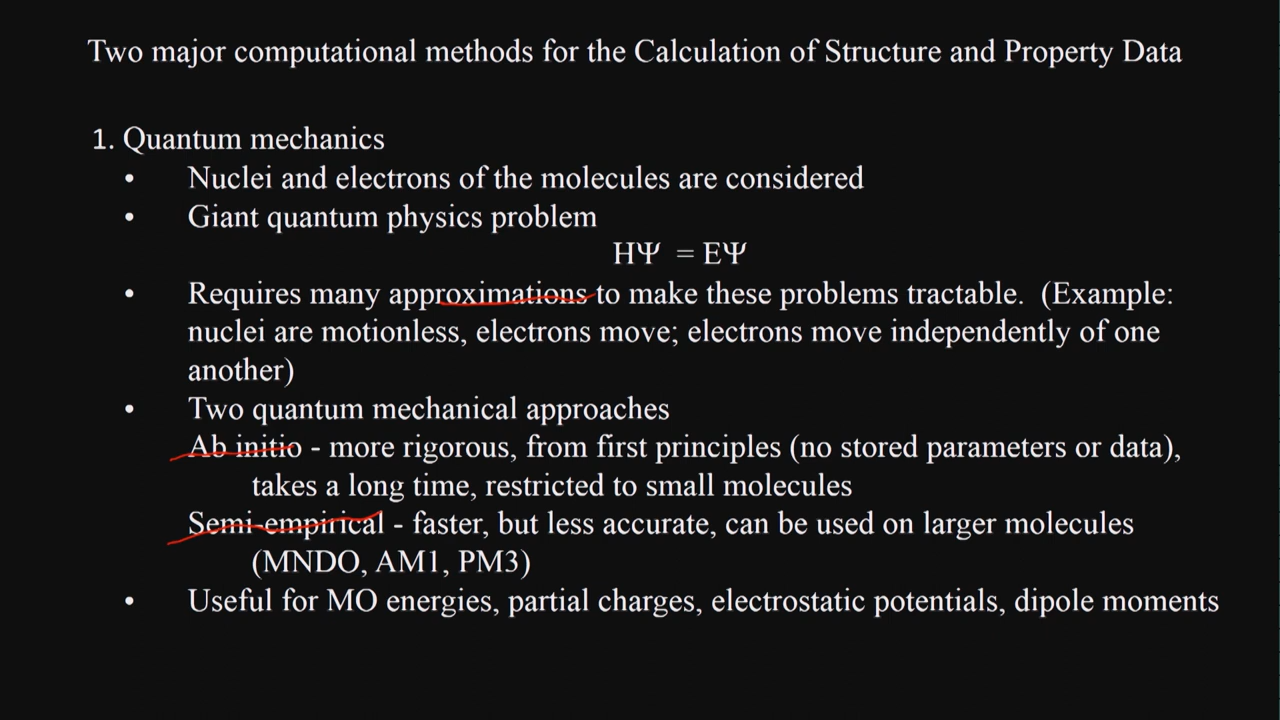 Two major computational methods for the Calculation of Structure and Property Data
1. Quantum mechanics
• Nuclei and electrons of the molecules are considered
• Giant quantum physics problem
HΨ = EΨ
• Requires many approximations to make these problems tractable. (Example:
nuclei are motionless, electrons move; electrons move independently of one
another)
• Two quantum mechanical approaches
Ab initio - more rigorous, from first principles (no stored parameters or data),
takes a long time, restricted to small molecules
Semi-empirical - faster, but less accurate, can be used on larger molecules
(MNDO, AM1, PM3)
• Useful for MO energies, partial charges, electrostatic potentials, dipole moments